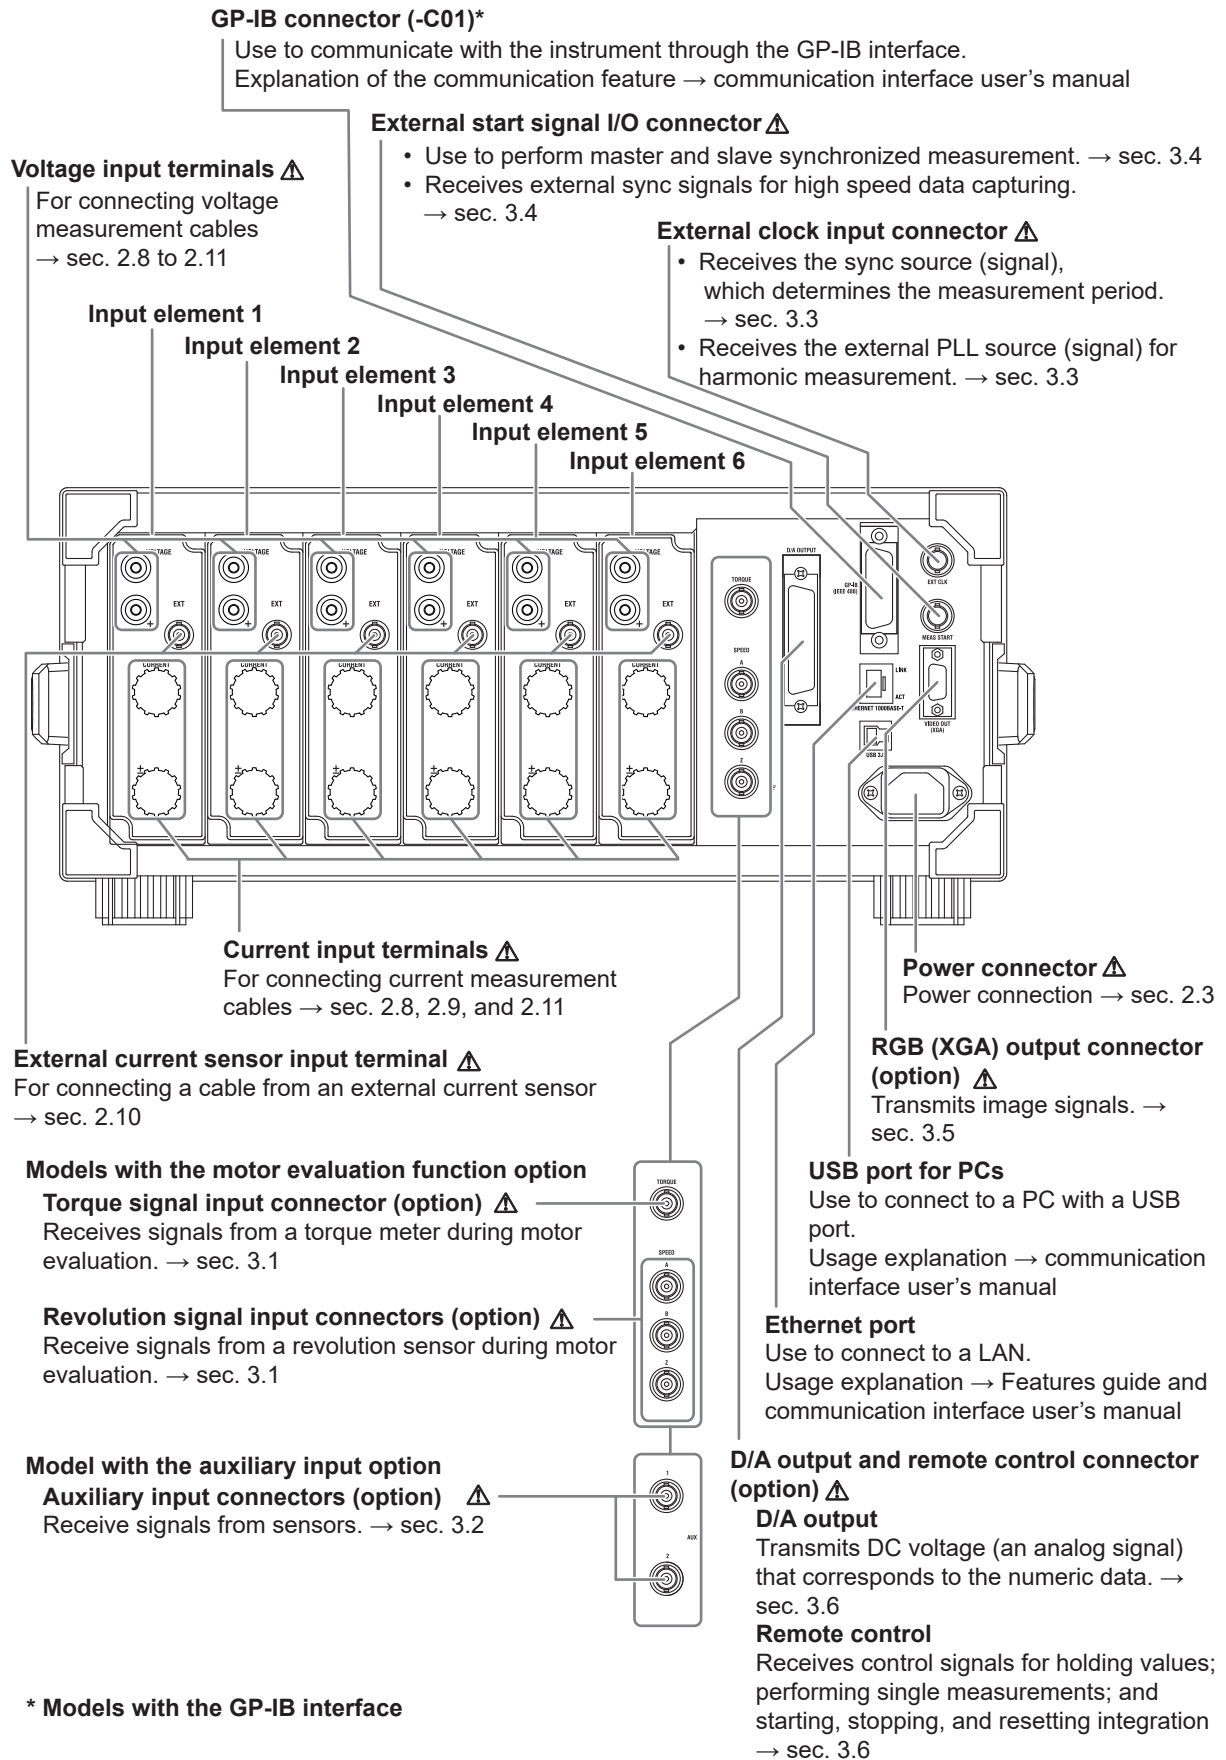 GP-IB connector (-C01)*
Use to communicate with the instrument through the GP-IB interface.
Explanation of the communication feature → communication interface user's manual
External start signal I/O connector ⚠
• Use to perform master and slave synchronized measurement. → sec. 3.4
• Receives external sync signals for high speed data capturing.
→ sec. 3.4
Voltage input terminals ⚠
For connecting voltage
measurement cables
→ sec. 2.8 to 2.11
External clock input connector ⚠
• Receives the sync source (signal),
which determines the measurement period.
→ sec. 3.3
• Receives the external PLL source (signal) for
harmonic measurement. → sec. 3.3
Input element 1
Input element 2
Input element 3
Input element 4
Input element 5
Input element 6
EXT
EXT
EXT
EXT
EXT
EXT
CURRENT
CURRENT
CURRENT
CURRENT
CURRENT
CURRENT
±
±
±
±
±
±
TORQUE
SPEED
A
B
Z
D/A OUTPUT
GP-IB
(IEEE 488)
EXT CLK
MEAS START
LINK
ACT
VIDEO OUT
(XGA)
Current input terminals ⚠
For connecting current measurement
cables → sec. 2.8, 2.9, and 2.11
Power connector ⚠
Power connection → sec. 2.3
External current sensor input terminal ⚠
For connecting a cable from an external current sensor
→ sec. 2.10
RGB (XGA) output connector
(option) ⚠
Transmits image signals. →
sec. 3.5
Models with the motor evaluation function option
Torque signal input connector (option) ⚠
Receives signals from a torque meter during motor
evaluation. → sec. 3.1
Revolution signal input connectors (option) ⚠
Receive signals from a revolution sensor during motor
evaluation. → sec. 3.1
TORQUE
SPEED
A
B
Z
USB port for PCs
Use to connect to a PC with a USB
port.
Usage explanation → communication
interface user's manual
Ethernet port
Use to connect to a LAN.
Usage explanation → Features guide and
communication interface user's manual
Model with the auxiliary input option
Auxiliary input connectors (option) ⚠
Receive signals from sensors. → sec. 3.2
1
AUX
2
D/A output and remote control connector
(option) ⚠
D/A output
Transmits DC voltage (an analog signal)
that corresponds to the numeric data. →
sec. 3.6
Remote control
Receives control signals for holding values;
performing single measurements; and
starting, stopping, and resetting integration
→ sec. 3.6
* Models with the GP-IB interface